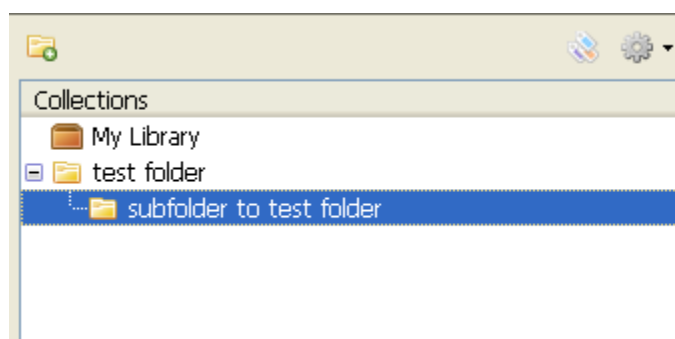 Collections
My Library
test folder
subfolder to test folder